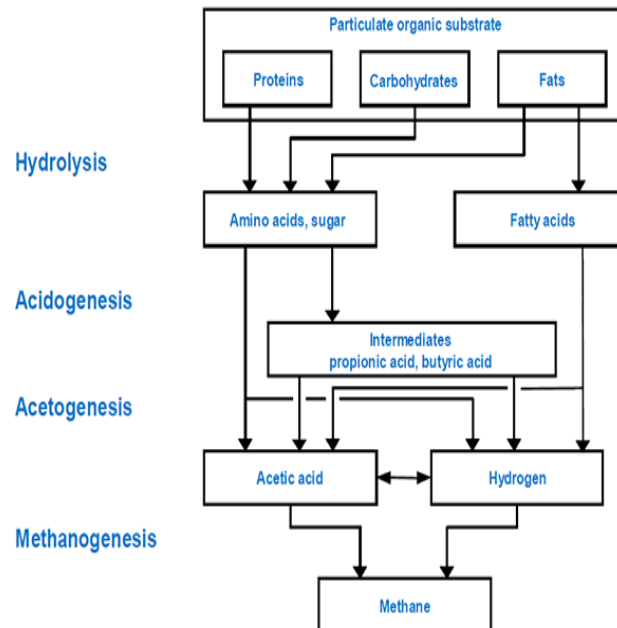 Particulate organic substrate
Proteins
Carbohydrates
Fats
Hydrolysis
Amino acids, sugar
Fatty acids
Acidogenesis
Intermediates
propionic acid, butyric acid
Acetogenesis
Acetic acid
Hydrogen
Methanogenesis
Methane